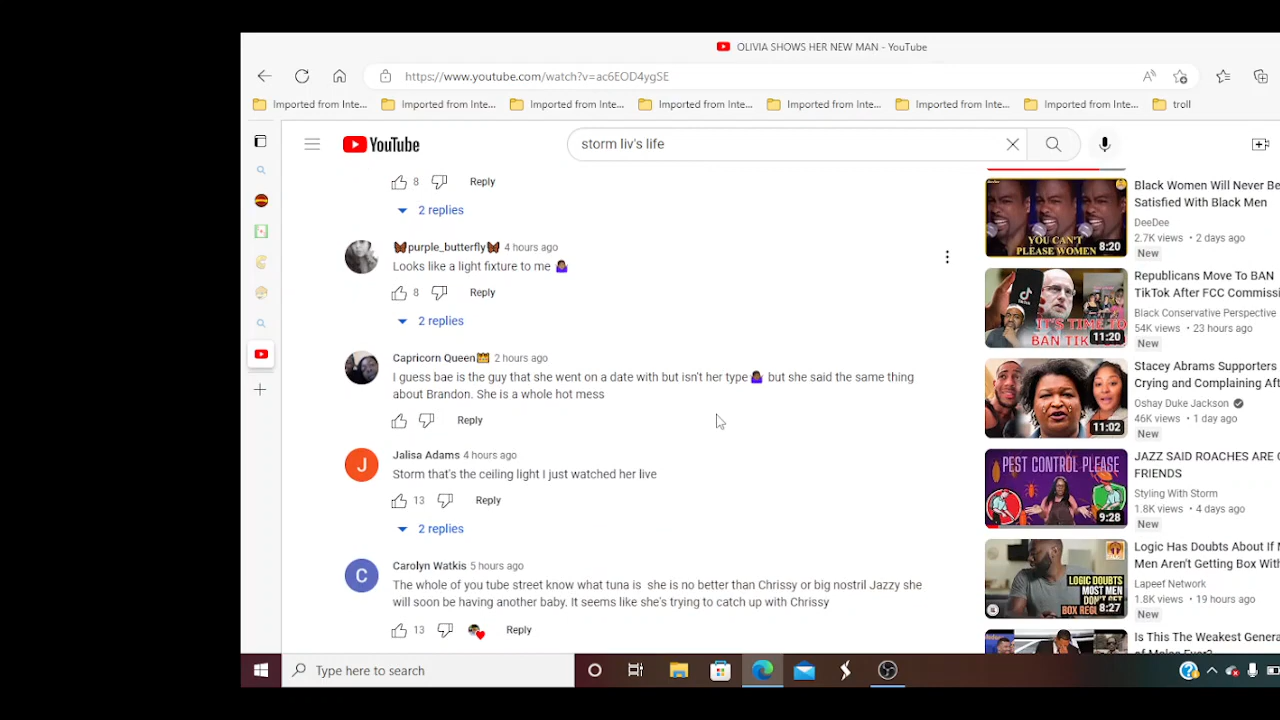 OLIVIA SHOWS HER NEW MAN - YouTube
https://www.youtube.com/watch?v=ac6EOD4ygSE
Imported from Inte... Imported from Inte... Imported from Inte... Imported from Inte... Imported from Inte... Imported from Inte... Imported from Inte... troll
YouTube
storm liv's life
8 Reply
2 replies
purple_butterfly 4 hours ago
Looks like a light fixture to me
8 Reply
2 replies
Capricorn Queen 2 hours ago
I guess bae is the guy that she went on a date with but isn't her type but she said the same thing
about Brandon. She is a whole hot mess
Reply
Jalisa Adams 4 hours ago
J
Storm that's the ceiling light I just watched her live
13 Reply
2 replies
Carolyn Watkis 5 hours ago
C
The whole of you tube street know what tuna is she is no better than Chrissy or big nostril Jazzy she
will soon be having another baby. It seems like she's trying to catch up with Chrissy
13 Reply
YOU CAN'T
PLEASE WOMEN
8:20
Black Women Will Never Be
Satisfied With Black Men
DeeDee
2.7K views • 2 days ago
New
IT'S TIME TO
BAN TIK
11:20
Republicans Move To BAN
TikTok After FCC Commissi
Black Conservative Perspective
54K views • 23 hours ago
New
11:02
Stacey Abrams Supporters
Crying and Complaining Aft
Oshay Duke Jackson
46K views • 1 day ago
New
PEST CONTROL PLEASE
9:28
JAZZ SAID ROACHES ARE
FRIENDS
Styling With Storm
1.8K views • 4 days ago
New
LOGIC DOUBTS
MOST MEN
DON'T GET
BOX REG
8:27
Logic Has Doubts About If M
Men Aren't Getting Box With
Lapeef Network
1.8K views • 19 hours ago
New
Is This The Weakest Genera
Type here to search